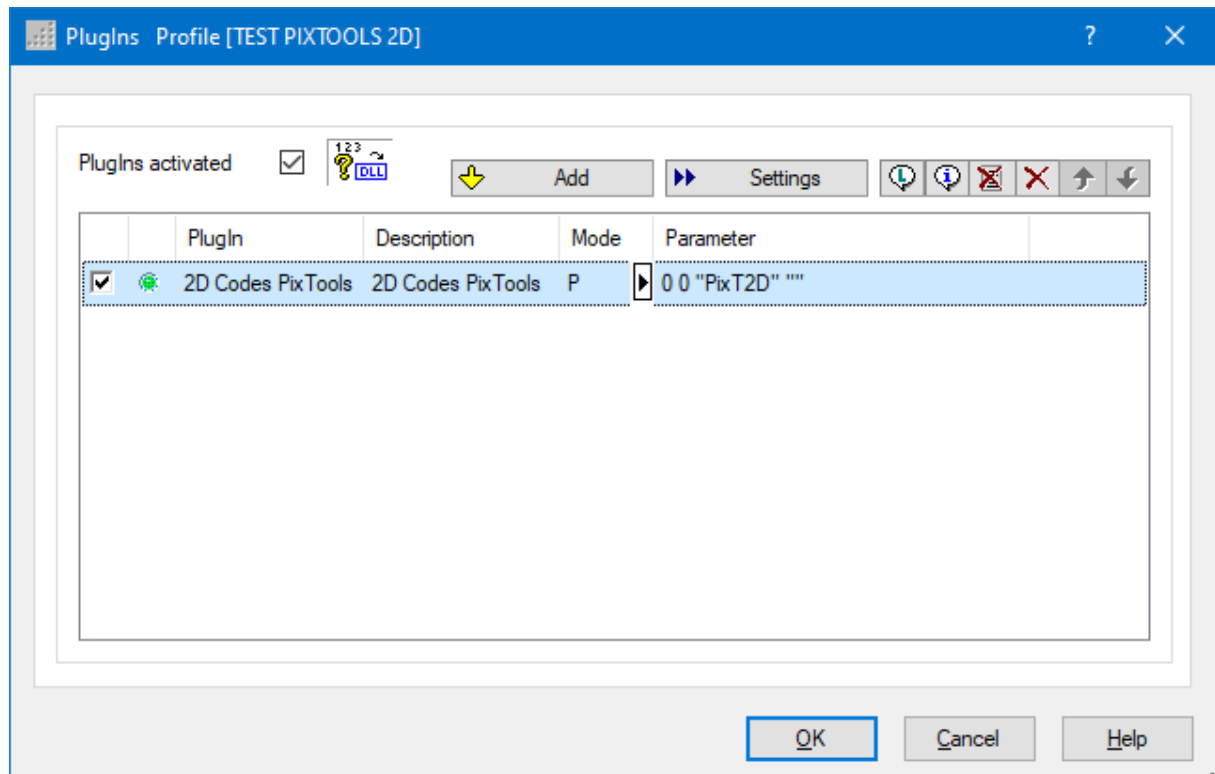 PlugIns Profile [TEST PIXTOOLS 2D]
PlugIns activated
123
DLL
Add
Settings
PlugIn Description Mode Parameter
2D Codes PixTools 2D Codes PixTools P 0 0 "PixT2D" ""
OK Cancel Help